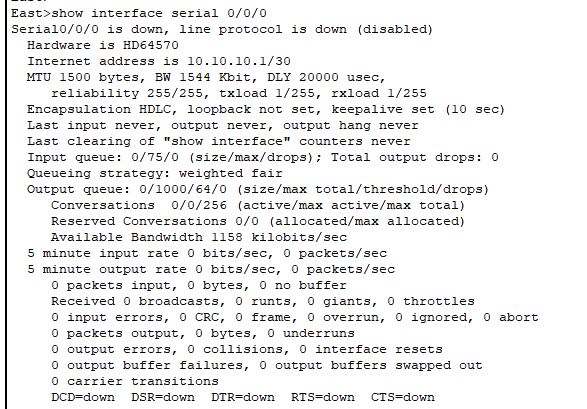 East>show interface serial 0/0/0
Serial0/0/0 is down, line protocol is down (disabled)
Hardware is HD64570
Internet address is 10.10.10.1/30
MTU 1500 bytes, BW 1544 Kbit, DLY 20000 usec,
reliability 255/255, txload 1/255, rxload 1/255
Encapsulation HDLC, loopback not set, keepalive set (10 sec)
Last input never, output never, output hang never
Last clearing of "show interface" counters never
Input queue: 0/75/0 (size/max/drops); Total output drops: 0
Queueing strategy: weighted fair
Output queue: 0/1000/64/0 (size/max total/threshold/drops)
Conversations  0/0/256 (active/max active/max total)
Reserved Conversations 0/0 (allocated/max allocated)
Available Bandwidth 1158 kilobits/sec
5 minute input rate 0 bits/sec, 0 packets/sec
5 minute output rate 0 bits/sec, 0 packets/sec
0 packets input, 0 bytes, 0 no buffer
Received 0 broadcasts, 0 runts, 0 giants, 0 throttles
0 input errors, 0 CRC, 0 frame, 0 overrun, 0 ignored, 0 abort
0 packets output, 0 bytes, 0 underruns
0 output errors, 0 collisions, 0 interface resets
0 output buffer failures, 0 output buffers swapped out
0 carrier transitions
DCD=down  DSR=down  DTR=down  RTS=down  CTS=down